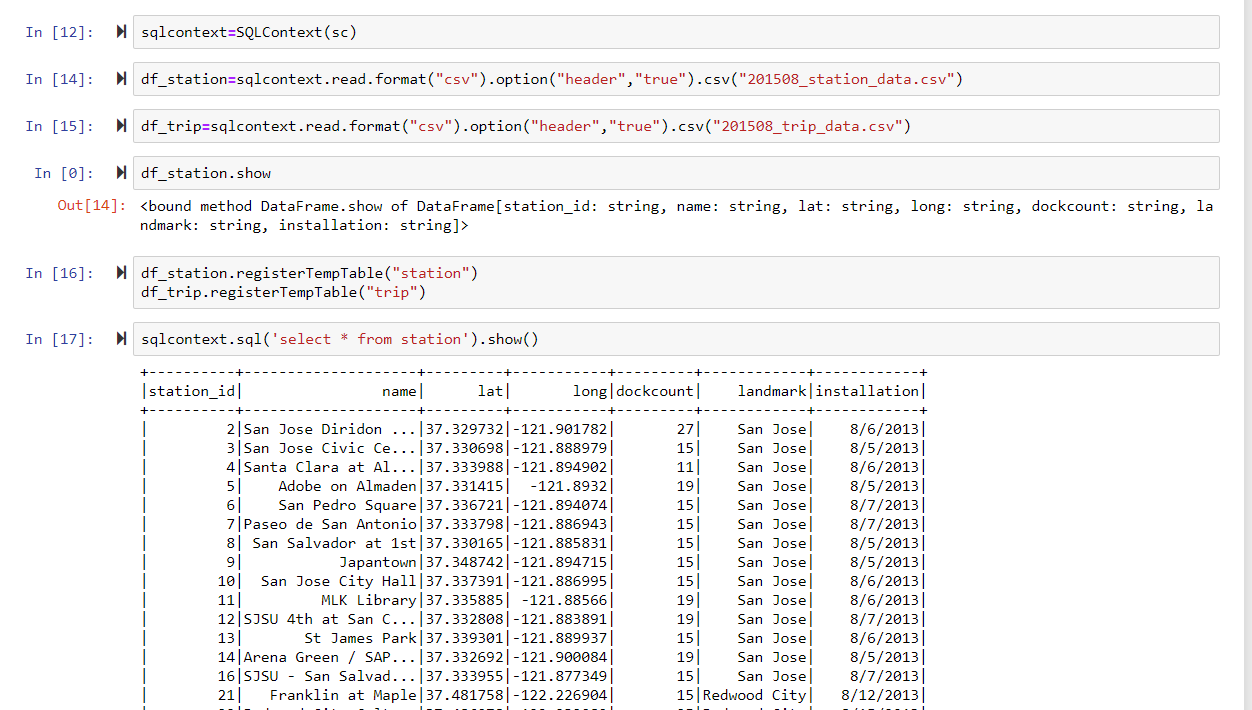 In [12]: sqlcontext=SQLContext(sc)
In [14]: df_station=sqlcontext.read.format("csv").option("header","true").csv("201508_station_data.csv")
In [15]: df_trip=sqlcontext.read.format("csv").option("header","true").csv("201508_trip_data.csv")
In [0]: df_station.show
Out[14]: <bound method DataFrame.show of DataFrame[station_id: string, name: string, lat: string, long: string, dockcount: string, la
ndmark: string, installation: string]>
In [16]: df_station.registerTempTable("station")
df_trip.registerTempTable("trip")
In [17]: sqlcontext.sql('select * from station').show()
+----------+--------------------+---------+-----------+---------+------------+------------+
|station_id|                name|      lat|       long|dockcount|    landmark|installation|
+----------+--------------------+---------+-----------+---------+------------+------------+
|         2|San Jose Diridon ...|37.329732|-121.901782|       27|    San Jose|    8/6/2013|
|         3|San Jose Civic Ce...|37.330698|-121.888979|       15|    San Jose|    8/5/2013|
|         4|Santa Clara at Al...|37.333988|-121.894902|       11|    San Jose|    8/6/2013|
|         5|    Adobe on Almaden|37.331415|  -121.8932|       19|    San Jose|    8/5/2013|
|         6|    San Pedro Square|37.336721|-121.894074|       15|    San Jose|    8/7/2013|
|         7|Paseo de San Antonio|37.333798|-121.886943|       15|    San Jose|    8/7/2013|
|         8| San Salvador at 1st|37.330165|-121.885831|       15|    San Jose|    8/5/2013|
|         9|           Japantown|37.348742|-121.894715|       15|    San Jose|    8/5/2013|
|        10|  San Jose City Hall|37.337391|-121.886995|       15|    San Jose|    8/6/2013|
|        11|         MLK Library|37.335885| -121.88566|       19|    San Jose|    8/6/2013|
|        12|SJSU 4th at San C...|37.332808|-121.883891|       19|    San Jose|    8/7/2013|
|        13|       St James Park|37.339301|-121.889937|       15|    San Jose|    8/6/2013|
|        14|Arena Green / SAP...|37.332692|-121.900084|       19|    San Jose|    8/5/2013|
|        16|SJSU - San Salvad...|37.333955|-121.877349|       15|    San Jose|    8/7/2013|
|        21|   Franklin at Maple|37.481758|-122.226904|       15|Redwood City|   8/12/2013|